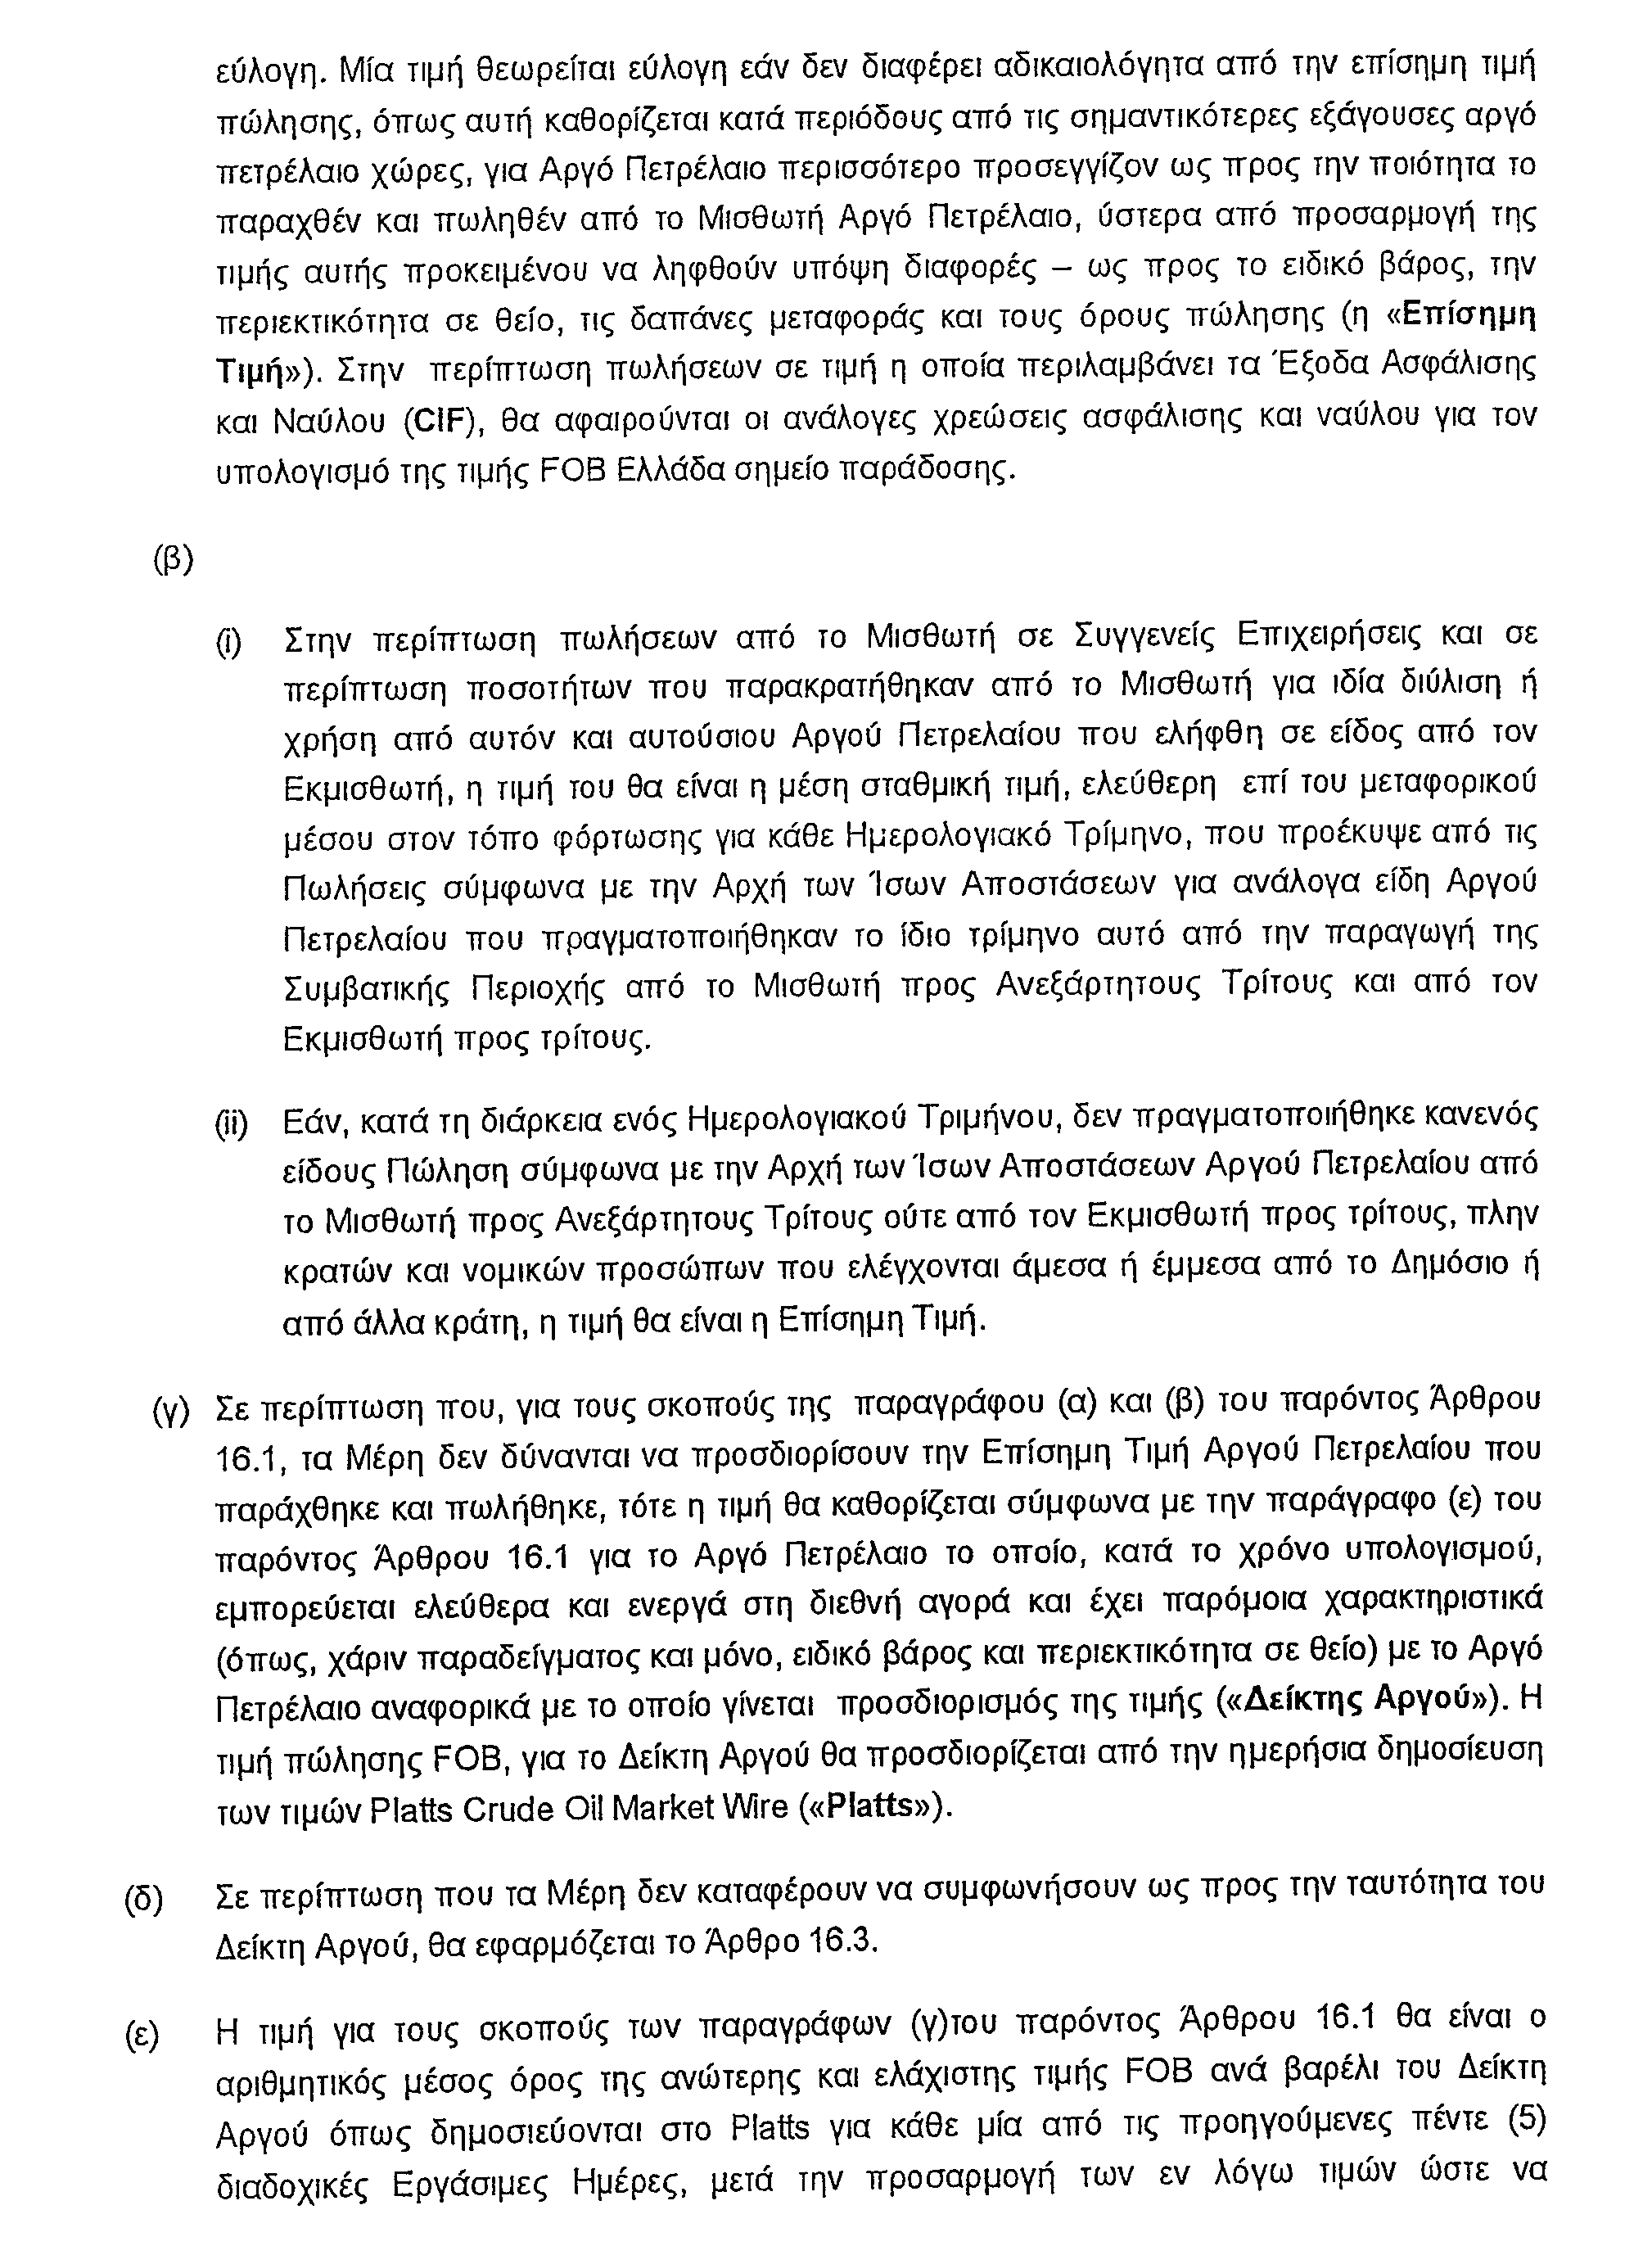 εύλογη. Μία τιμή θεωρείται εύλογη εάν δεν διαφέρει αδικαιολόγητα από την επίσημη τιμή
πώλησης, όπως αυτή καθορίζεται κατά περιόδους από τις σημαντικότερες εξάγουσες αργό
πετρέλαιο χώρες, για Αργό Πετρέλαιο περισσότερο προσεγγίζον ως προς την ποιότητα το
παραχθέν και πωληθέν από το Μισθωτή Αργό Πετρέλαιο, ύστερα από προσαρμογή της
τιμής αυτής προκειμένου να ληφθούν υπόψη διαφορές – ως προς το ειδικό βάρος, την
περιεκτικότητα σε θείο, τις δαπάνες μεταφοράς και τους όρους πώλησης (η «Επίσημη
Τιμή»). Στην περίπτωση πωλήσεων σε τιμή η οποία περιλαμβάνει τα Έξοδα Ασφάλισης
και Ναύλου (CIF), θα αφαιρούνται οι ανάλογες χρεώσεις ασφάλισης και ναύλου για τον
υπολογισμό της τιμής FOB Ελλάδα σημείο παράδοσης.
(β)
(i) Στην περίπτωση πωλήσεων από το Μισθωτή σε Συγγενείς Επιχειρήσεις και σε
περίπτωση ποσοτήτων που παρακρατήθηκαν από το Μισθωτή για ιδία διύλιση ή
χρήση από αυτόν και αυτούσιου Αργού Πετρελαίου που ελήφθη σε είδος από τον
Εκμισθωτή, η τιμή του θα είναι η μέση σταθμική τιμή, ελεύθερη επί του μεταφορικού
μέσου στον τόπο φόρτωσης για κάθε Ημερολογιακό Τρίμηνο, που προέκυψε από τις
Πωλήσεις σύμφωνα με την Αρχή των Ίσων Αποστάσεων για ανάλογα είδη Αργού
Πετρελαίου που πραγματοποιήθηκαν το ίδιο τρίμηνο αυτό από την παραγωγή της
Συμβατικής Περιοχής από το Μισθωτή προς Ανεξάρτητους Τρίτους και από τον
Εκμισθωτή προς τρίτους.
(ii) Εάν, κατά τη διάρκεια ενός Ημερολογιακού Τριμήνου, δεν πραγματοποιήθηκε κανενός
είδους Πώληση σύμφωνα με την Αρχή των Ίσων Αποστάσεων Αργού Πετρελαίου από
το Μισθωτή προς Ανεξάρτητους Τρίτους ούτε από τον Εκμισθωτή προς τρίτους, πλην
κρατών και νομικών προσώπων που ελέγχονται άμεσα ή έμμεσα από το Δημόσιο ή
από άλλα κράτη, η τιμή θα είναι η Επίσημη Τιμή.
(γ) Σε περίπτωση που, για τους σκοπούς της παραγράφου (α) και (β) του παρόντος Άρθρου
16.1, τα Μέρη δεν δύνανται να προσδιορίσουν την Επίσημη Τιμή Αργού Πετρελαίου που
παράχθηκε και πωλήθηκε, τότε η τιμή θα καθορίζεται σύμφωνα με την παράγραφο (ε) του
παρόντος Άρθρου 16.1 για το Αργό Πετρέλαιο το οποίο, κατά το χρόνο υπολογισμού,
εμπορεύεται ελεύθερα και ενεργά στη διεθνή αγορά και έχει παρόμοια χαρακτηριστικά
(όπως, χάριν παραδείγματος και μόνο, ειδικό βάρος και περιεκτικότητα σε θείο) με το Αργό
Πετρέλαιο αναφορικά με το οποίο γίνεται προσδιορισμός της τιμής («Δείκτης Αργού»). Η
τιμή πώλησης FOB, για το Δείκτη Αργού θα προσδιορίζεται από την ημερήσια δημοσίευση
των τιμών Platts Crude Oil Market Wire («Platts»).
(δ) Σε περίπτωση που τα Μέρη δεν καταφέρουν να συμφωνήσουν ως προς την ταυτότητα του
Δείκτη Αργού, θα εφαρμόζεται το Άρθρο 16.3.
(ε) Η τιμή για τους σκοπούς των παραγράφων (γ)του παρόντος Άρθρου 16.1 θα είναι ο
αριθμητικός μέσος όρος της ανώτερης και ελάχιστης τιμής FOB ανά βαρέλι του Δείκτη
Αργού όπως δημοσιεύονται στο Platts για κάθε μία από τις προηγούμενες πέντε (5)
διαδοχικές Εργάσιμες Ημέρες, μετά την προσαρμογή των εν λόγω τιμών ώστε να